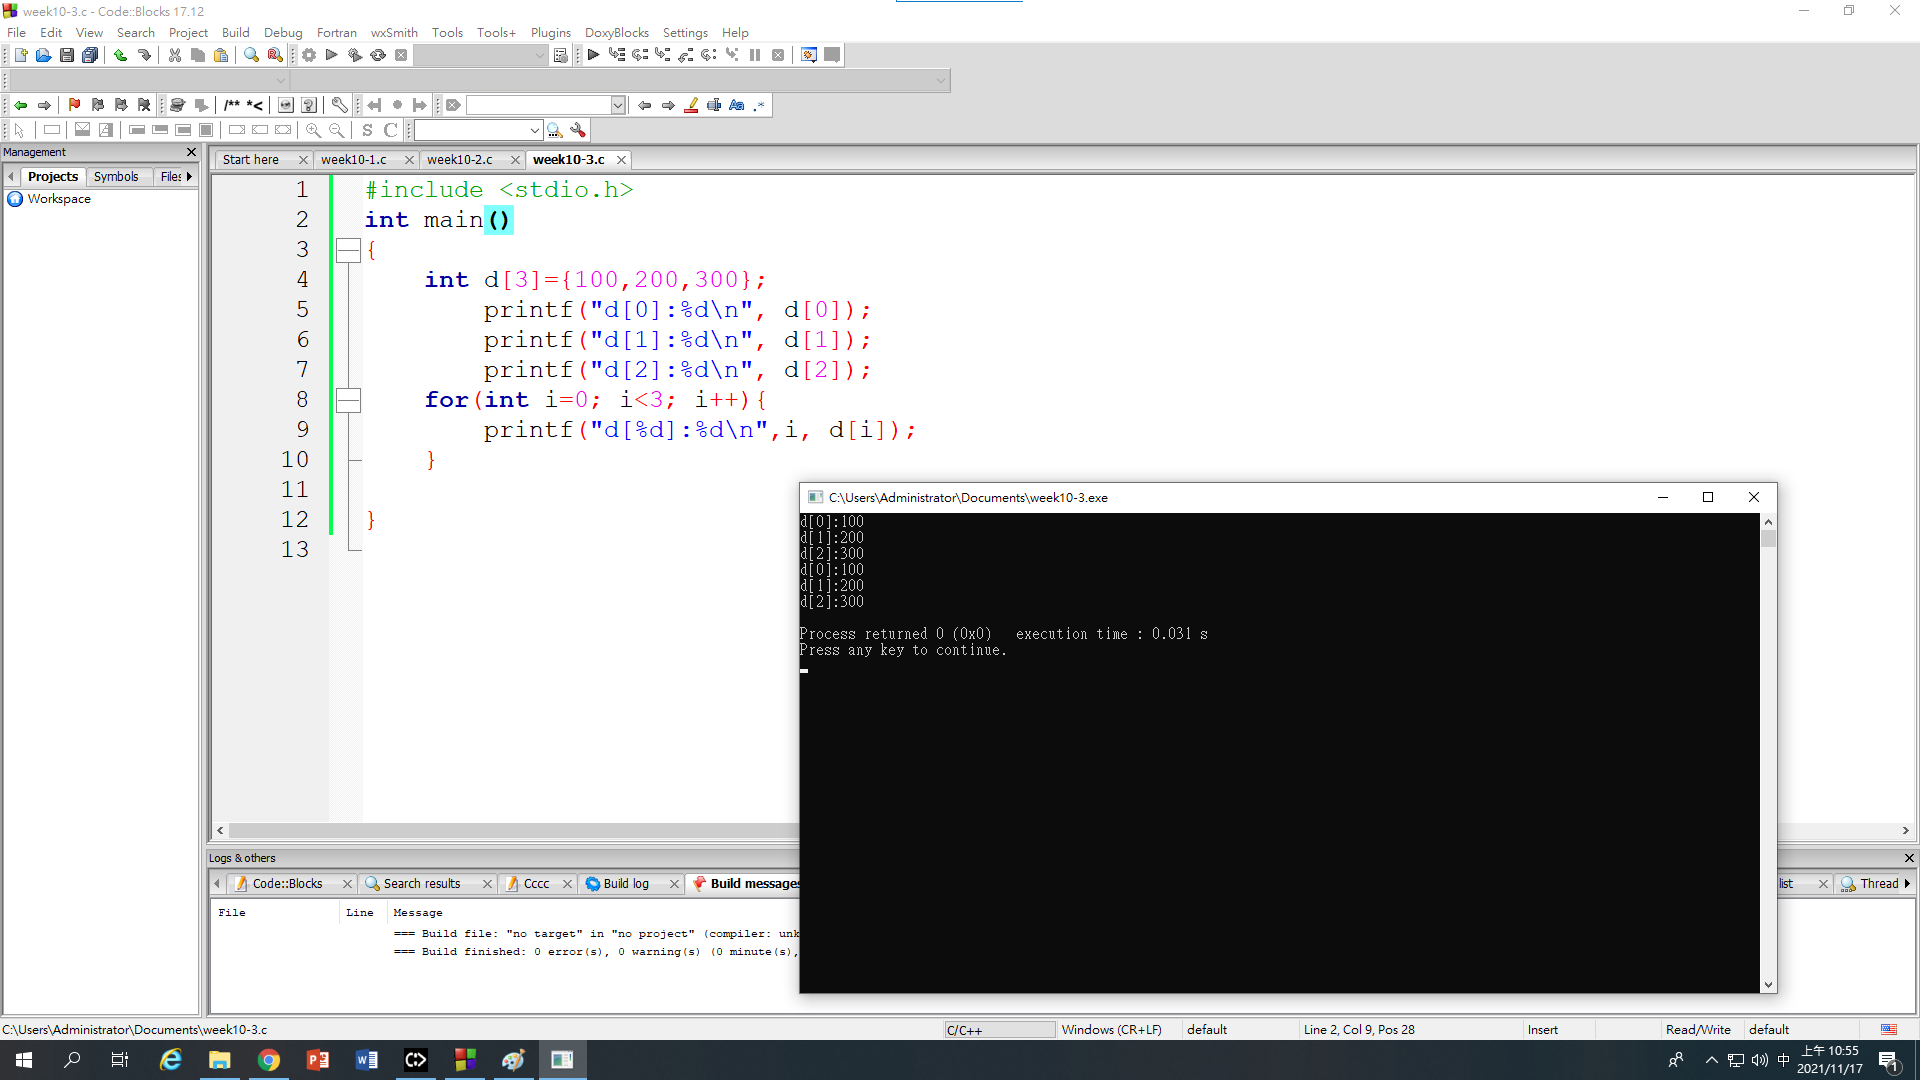 week10-3.c - Code::Blocks 17.12
File Edit View Search Project Build Debug Fortran wxSmith Tools Tools+ Plugins DoxyBlocks Settings Help
/** *<
S C
Management
Projects Symbols Files
Workspace
Start here week10-1.c week10-2.c week10-3.c
1 #include <stdio.h>
2 int main()
3 {
4 int d[3]={100,200,300};
5 printf("d[0]:%d\n", d[0]);
6 printf("d[1]:%d\n", d[1]);
7 printf("d[2]:%d\n", d[2]);
8 for(int i=0; i<3; i++){
9 printf("d[%d]:%d\n",i, d[i]);
10 }
11
12 }
13
C:\Users\Administrator\Documents\week10-3.exe
d[0]:100
d[1]:200
d[2]:300
d[0]:100
d[1]:200
d[2]:300
Process returned 0 (0x0) execution time : 0.031 s
Press any key to continue.
Logs & others
Code::Blocks Search results Cccc Build log Build messages list Thread
File Line Message
=== Build file: "no target" in "no project" (compiler: unk
=== Build finished: 0 error(s), 0 warning(s) (0 minute(s),
C:\Users\Administrator\Documents\week10-3.c C/C++ Windows (CR+LF) default Line 2, Col 9, Pos 28 Insert Read/Write default
中 上午 10:55
2021/11/17 1